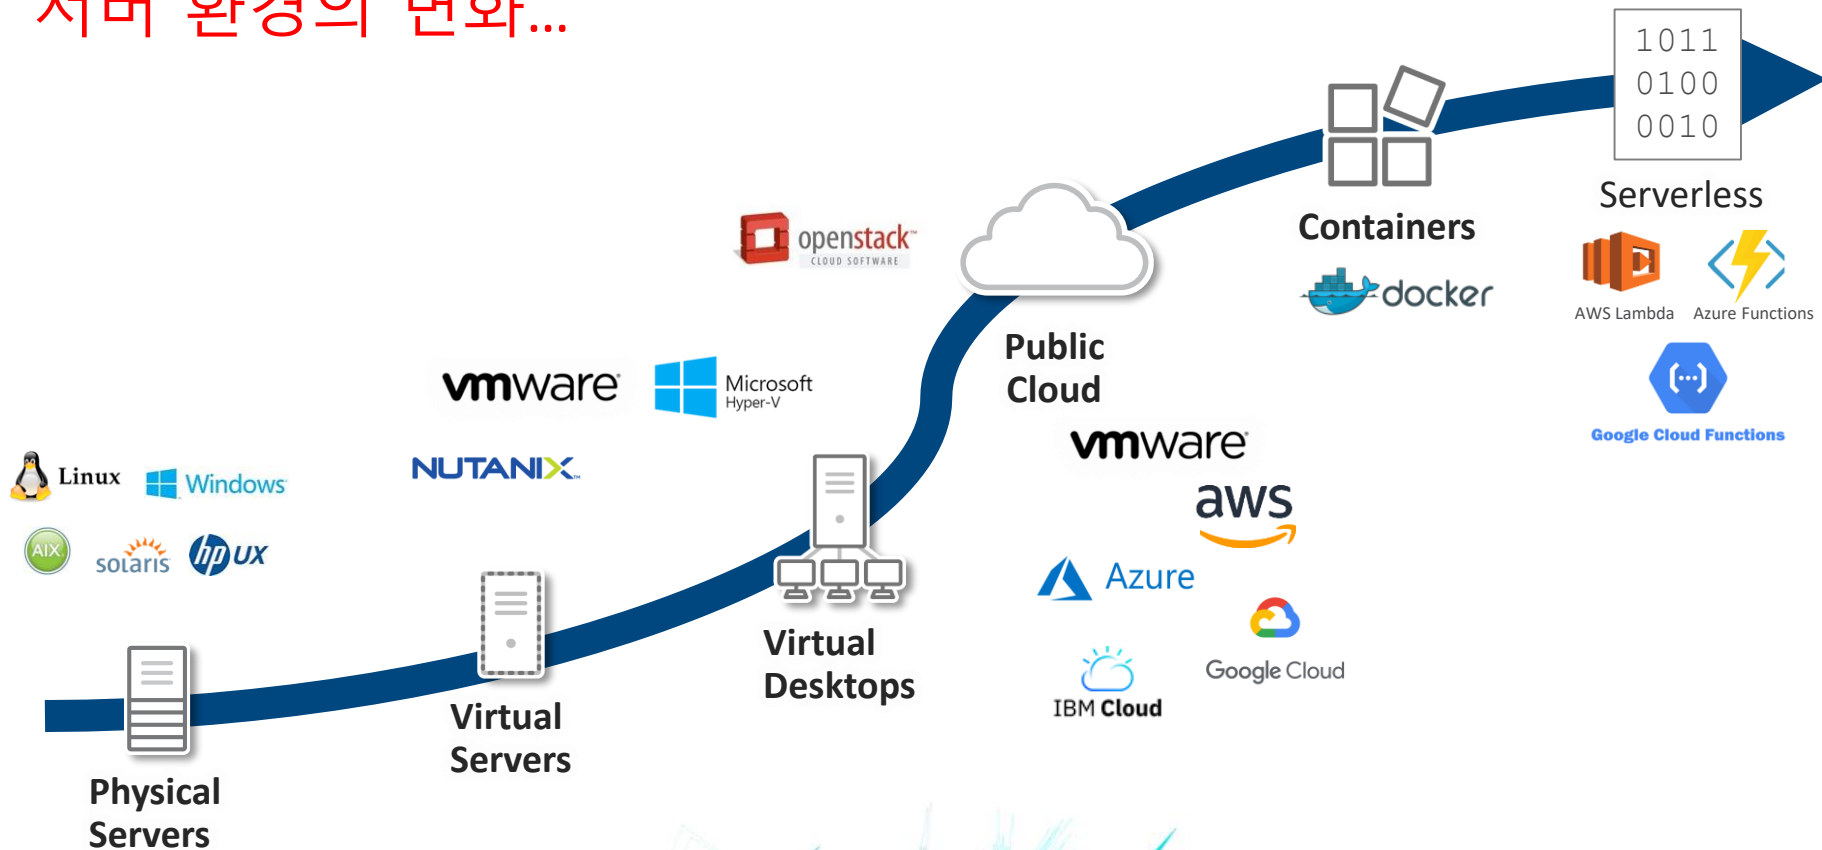 서버 환경의 변화...
1011
0100
0010
Serverless
AWS Lambda
Azure Functions
Google Cloud Functions
Containers
docker
openstack™
CLOUD SOFTWARE
Public
Cloud
vmware
aws
Azure
Google Cloud
IBM Cloud
vmware
Microsoft
Hyper-V
NUTANIX™
Virtual
Desktops
Linux
Windows
AIX
solaris
hp UX
Virtual
Servers
Physical
Servers